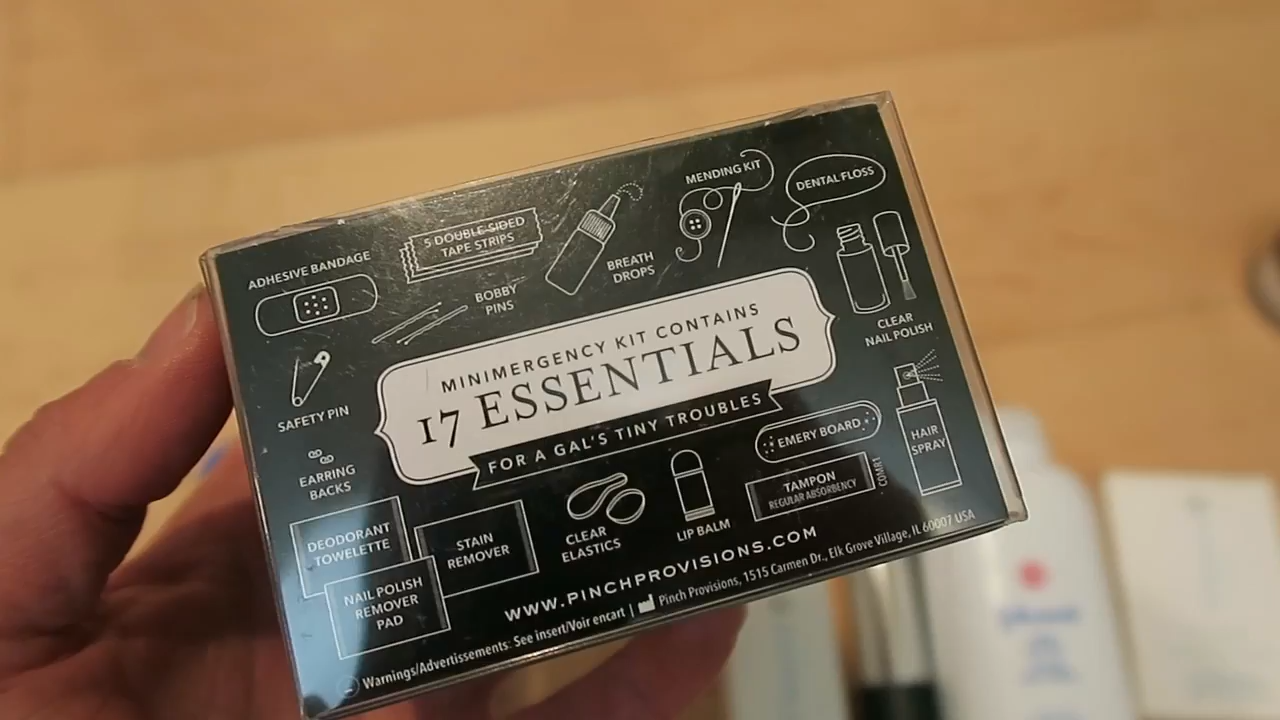 MENDING KIT
DENTAL FLOSS
5 DOUBLE-SIDED
TAPE STRIPS
ADHESIVE BANDAGE
BREATH
DROPS
BOBBY
PINS
CLEAR
NAIL POLISH
MINIMERGENCY KIT CONTAINS
17 ESSENTIALS
FOR A GAL'S TINY TROUBLES
SAFETY PIN
EARRING
BACKS
EMERY BOARD
HAIR
SPRAY
TAMPON
REGULAR ABSORBENCY
COMR1
DEODORANT
TOWELETTE
STAIN
REMOVER
CLEAR
ELASTICS
LIP BALM
NAIL POLISH
REMOVER
PAD
WWW.PINCHPROVISIONS.COM
Warnings/Advertisements: See insert/Voir encart | Pinch Provisions, 1515 Carmen Dr., Elk Grove Village, IL 60007 USA